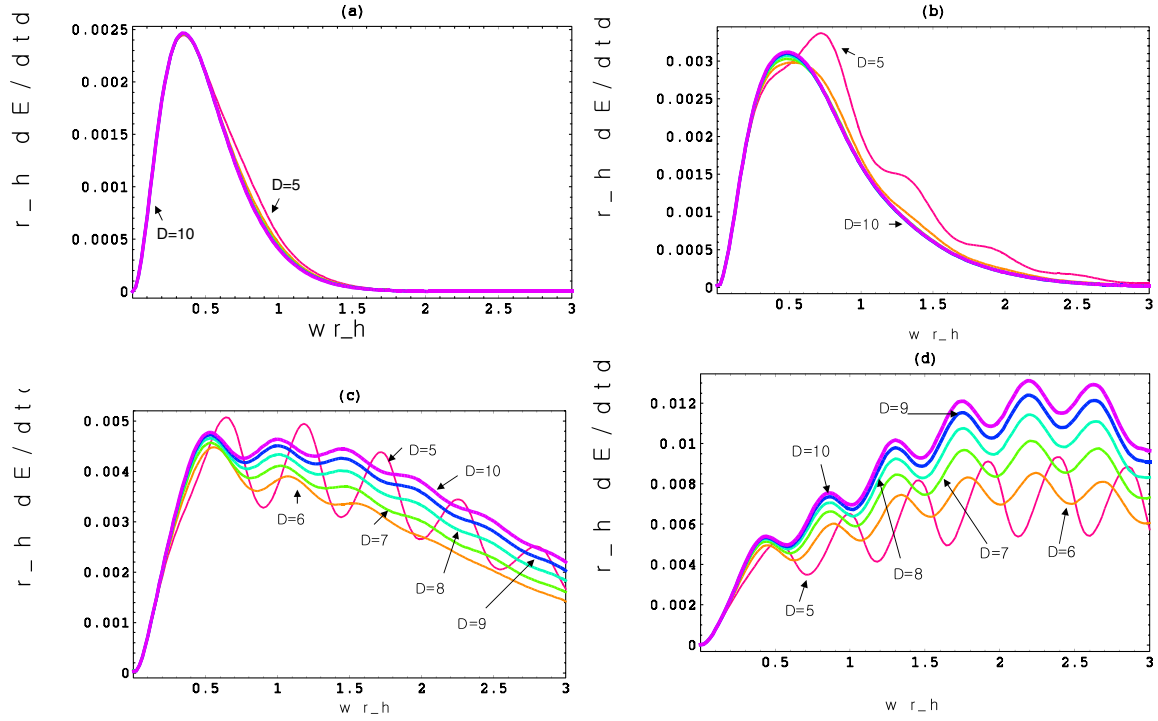 (a)
r_h dE/dtd
0.0025
0.002
0.0015
0.001
0.0005
0
D=5
D=10
0.5 1 1.5 2 2.5 3
w r_h
(b)
r_h dE/dtd
0.003
0.0025
0.002
0.0015
0.001
0.0005
0
D=5
D=10
0.5 1 1.5 2 2.5 3
w r_h
(c)
r_h dE/dtd
0.005
0.004
0.003
0.002
0.001
0
D=5
D=10
D=6
D=7
D=8
D=9
0.5 1 1.5 2 2.5 3
w r_h
(d)
r_h dE/dtd
0.012
0.01
0.008
0.006
0.004
0.002
0
D=9
D=10
D=8
D=7
D=6
D=5
0.5 1 1.5 2 2.5 3
w r_h